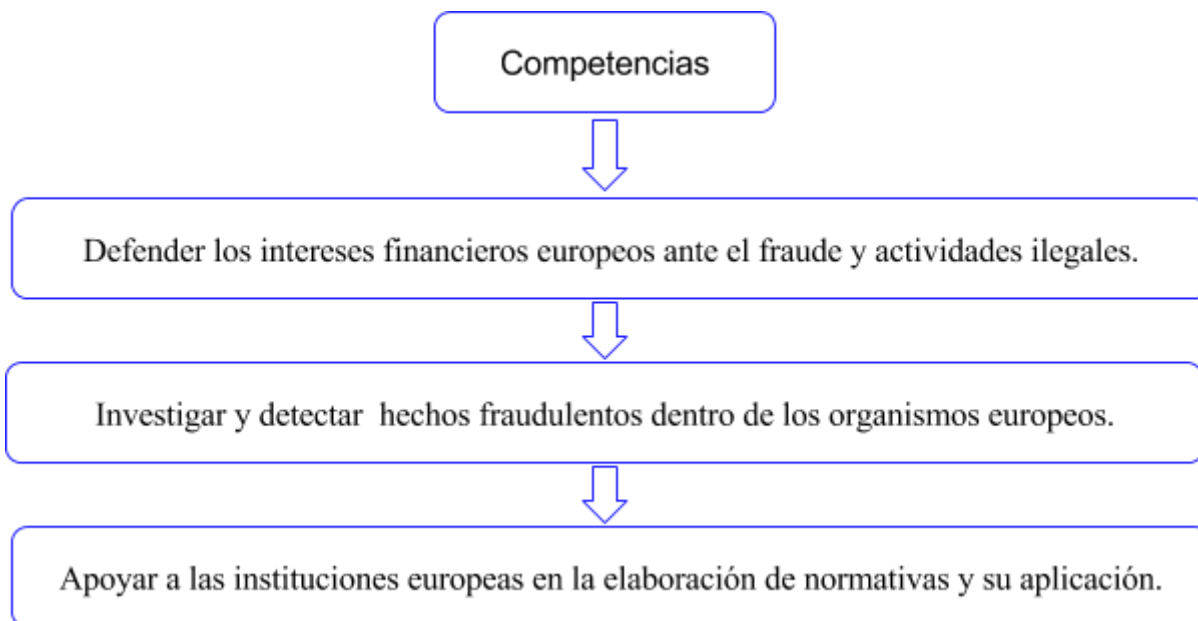 Competencias
Defender los intereses financieros europeos ante el fraude y actividades ilegales.
Investigar y detectar  hechos fraudulentos dentro de los organismos europeos.
Apoyar a las instituciones europeas en la elaboración de normativas y su aplicación.